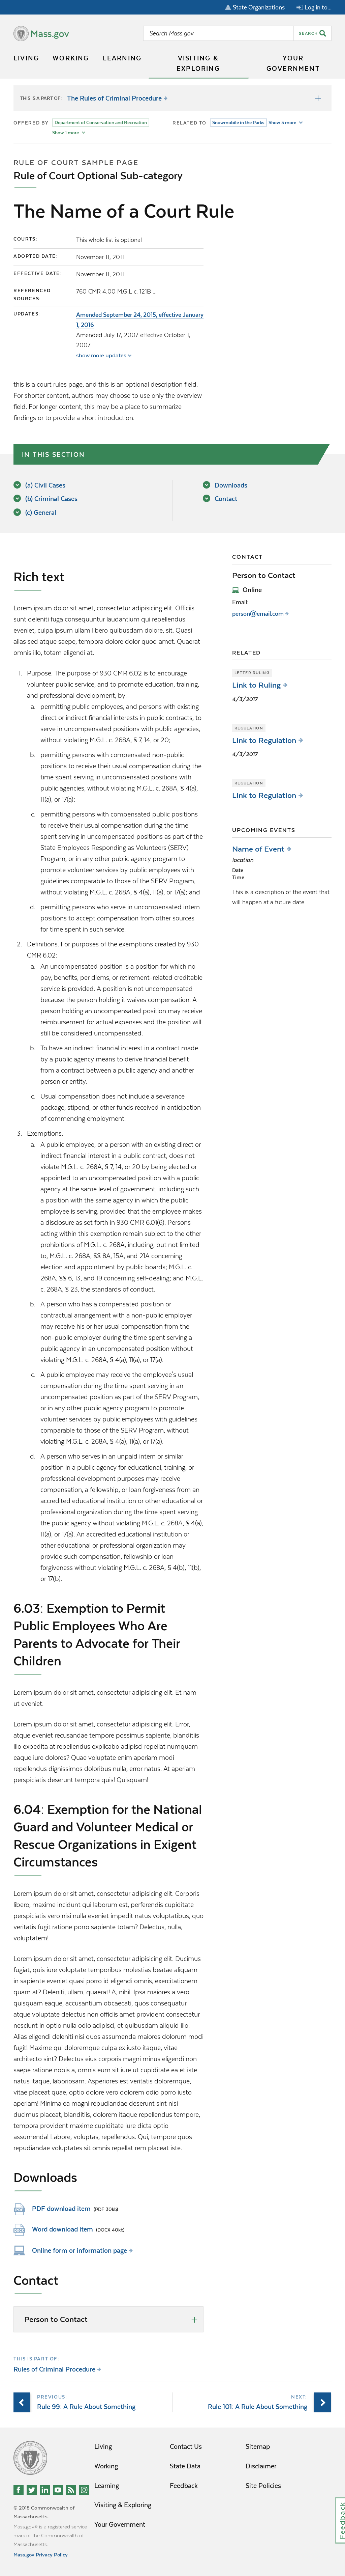 State Organizations
Log in to...
Mass.gov
Search Mass.gov
SEARCH
LIVING
WORKING
LEARNING
VISITING &
EXPLORING
YOUR
GOVERNMENT
THIS IS A PART OF:
The Rules of Criminal Procedure
OFFERED BY
Department of Conservation and Recreation
Show 1 more
RELATED TO
Snowmobile in the Parks
Show 5 more
RULE OF COURT SAMPLE PAGE
Rule of Court Optional Sub-category
The Name of a Court Rule
COURTS:
This whole list is optional
ADOPTED DATE:
November 11, 2011
EFFECTIVE DATE:
November 11, 2011
REFERENCED
SOURCES:
760 CMR 4.00 M.G.L c. 121B ...
UPDATES:
Amended September 24, 2015, effective January
1, 2016
Amended July 17, 2007 effective October 1,
2007
show more updates
this is a court rules page, and this is an optional description field.
For shorter content, authors may choose to use only the overview
field. For longer content, this may be a place to summarize
findings or to provide a short introduction.
IN THIS SECTION
(a) Civil Cases
(b) Criminal Cases
(c) General
Downloads
Contact
Rich text
Lorem ipsum dolor sit amet, consectetur adipisicing elit. Officiis
sunt deleniti fuga commodi consequuntur laudantium qui repellendus
eveniet, culpa ipsum ullam libero quibusdam dolore, sit. Quasi
alias sed atque saepe, tempora dolore dolor modi amet. Quaerat
omnis illo, totam eligendi at.
1. Purpose. The purpose of 930 CMR 6.02 is to encourage
volunteer public service, and to promote education, training,
and professional development, by:
a. permitting public employees, and persons with existing
direct or indirect financial interests in public contracts, to
serve in uncompensated positions with public agencies,
without violating M.G.L. c. 268A, § 7, 14, or 20;
b. permitting persons with compensated non-public
positions to receive their usual compensation during the
time spent serving in uncompensated positions with
public agencies, without violating M.G.L. c. 268A, § 4(a),
11(a), or 17(a);
c. permitting persons with compensated public positions
to receive their usual compensation during the time
spent serving in uncompensated positions as part of the
State Employees Responding as Volunteers (SERV)
Program, or in any other public agency program to
promote volunteer services by public employees with
guidelines comparable to those of the SERV Program,
without violating M.G.L. c. 268A, § 4(a), 11(a), or 17(a); and
d. permitting persons who serve in uncompensated intern
positions to accept compensation from other sources
for time spent in such service.
2. Definitions. For purposes of the exemptions created by 930
CMR 6.02:
a. An uncompensated position is a position for which no
pay, benefits, per diems, or retirement-related creditable
service is provided. A position is not uncompensated
because the person holding it waives compensation. A
person holding an uncompensated position may receive
reimbursement of expenses and the position will
still be considered uncompensated.
b. To have an indirect financial interest in a contract made
by a public agency means to derive financial benefit
from a contract between a public agency and another
person or entity.
c. Usual compensation does not include a severance
package, stipend, or other funds received in anticipation
of commencing employment.
3. Exemptions.
a. A public employee, or a person with an existing direct or
indirect financial interest in a public contract, does not
violate M.G.L. c. 268A, § 7, 14, or 20 by being elected or
appointed to an uncompensated position with a public
agency at the same level of government, provided such
a position with the same agency in which the public
employee is serving, provided that the employee makes
a disclosure as set forth in 930 CMR 6.01(6). Persons
acting within this exemption remain subject to the other
prohibitions of M.G.L. c. 268A, including, but not limited
to, M.G.L. c. 268A, §§ 8A, 15A, and 21A concerning
election and appointment by public boards; M.G.L. c.
268A, §§ 6, 13, and 19 concerning self-dealing; and M.G.L.
c. 268A, § 23, the standards of conduct.
b. A person who has a compensated position or
contractual arrangement with a non-public employer
may receive his or her usual compensation from the
non-public employer during the time spent serving a
public agency in an uncompensated position without
violating M.G.L. c. 268A, § 4(a), 11(a), or 17(a).
c. A public employee may receive the employee's usual
compensation during the time spent serving in an
uncompensated position as part of the SERV Program,
or in any other public agency program to promote
volunteer services by public employees with guidelines
comparable to those of the SERV Program, without
violating M.G.L. c. 268A, § 4(a), 11(a), or 17(a).
d. A person who serves in an unpaid intern or similar
position in a public agency for educational, training, or
professional development purposes may receive
compensation, a fellowship or loan forgiveness from an
accredited educational institution or other educational or
professional organization during the time spent serving
the public agency without violating M.G.L. c. 268A, § 4(a),
11(a), or 17(a). An accredited educational institution or
other educational or professional organization may
provide such compensation, fellowship or loan
forgiveness without violating M.G.L. c. 268A, § 4(b), 11(b),
or 17(b).
6.03: Exemption to Permit
Public Employees Who Are
Parents to Advocate for Their
Children
Lorem ipsum dolor sit amet, consectetur adipisicing elit. Et nam
ut eveniet.
Lorem ipsum dolor sit amet, consectetur adipisicing elit. Error,
atque eveniet recusandae tempore possimus sapiente, blanditiis
illo expedita at repellendus explicabo adipisci repellat numquam
eaque iure dolores? Quae voluptate enim aperiam modi
repellendus dignissimos doloribus nulla, error natus. At expedita
aperiam perspiciatis beatae tempora quis! Quisquam!
6.04: Exemption for the National
Guard and Volunteer Medical or
Rescue Organizations in Exigent
Circumstances
Lorem ipsum dolor sit amet, consectetur adipisicing elit. Corporis
libero, maxime incidunt qui laborum est, perferendis cupiditate
perspiciatis vero nisi nulla eveniet impedit voluptatibus voluptas, quo
veritatis fugit ratione porro sapiente totam? Delectus, nulla,
voluptatem!
Lorem ipsum dolor sit amet, consectetur adipisicing elit. Ducimus
fugiat, quis iure voluptate temporibus molestias beatae aliquam
in sapiente eveniet quasi porro id eligendi omnis, exercitionem
quam at? Deleniti, ullam, quaerat! A, nihil. Ipsa maiores a vero
quisquam eaque, accusantium obcaecati, quos consequatur
atque voluptate delectus non officiis amet provident consectetur
nesciunt in optio nulla odio adipisci, et quibusdam aliquid illo.
Alias eligendi deleniti nisi quos assumenda natus dolorum modi
fugit. Maxime qui doloremque culpa ex iusto itaque, vitae
architecto sint? Delectus eis corporis magni minus eligendi non
saepe ratione nobis a, omnis eum sit ut iste ex cupiditate at ea iste
natus itaque, laboriosam. Asperiores est dignissimos voluptate,
vitae placeat quae, optio dolore vero dolorem odio porro auto
aperiam! Minima reiciendis exercitationem deserunt sint nisi
ducimus placeat, blanditiis, dolorem itaque repellendus tempore,
tempora provident maxime cupiditate iure dicta optio
assumenda! Labore, voluptas, repellendus. Qui, tempore quos
repudiae voluptates sit omnis repellat rem placeat iste.
Downloads
PDF download item (PDF 30kb)
Word download item (DOCX 40kb)
Online form or information page
Contact
Person to Contact
CONTACT
Person to Contact
Online
Email:
person@email.com
RELATED
LETTER RULING
Link to Ruling
4/3/2017
REGULATION
Link to Regulation
4/3/2017
REGULATION
Link to Regulation
UPCOMING EVENTS
Name of Event
location
Date
Time
This is a description of the event that
will happen at a future date
THIS IS PART OF:
Rules of Criminal Procedure
PREVIOUS:
Rule 99: A Rule About Something
NEXT:
Rule 101: A Rule About Something
Living
Working
Learning
Visiting & Exploring
Your Government
Contact Us
State Data
Feedback
Sitemap
Disclaimer
Site Policies
© 2018 Commonwealth of
Massachusetts.
Mass.gov® is a registered service
mark of the Commonwealth of
Massachusetts.
Mass.gov Privacy Policy
Feedback